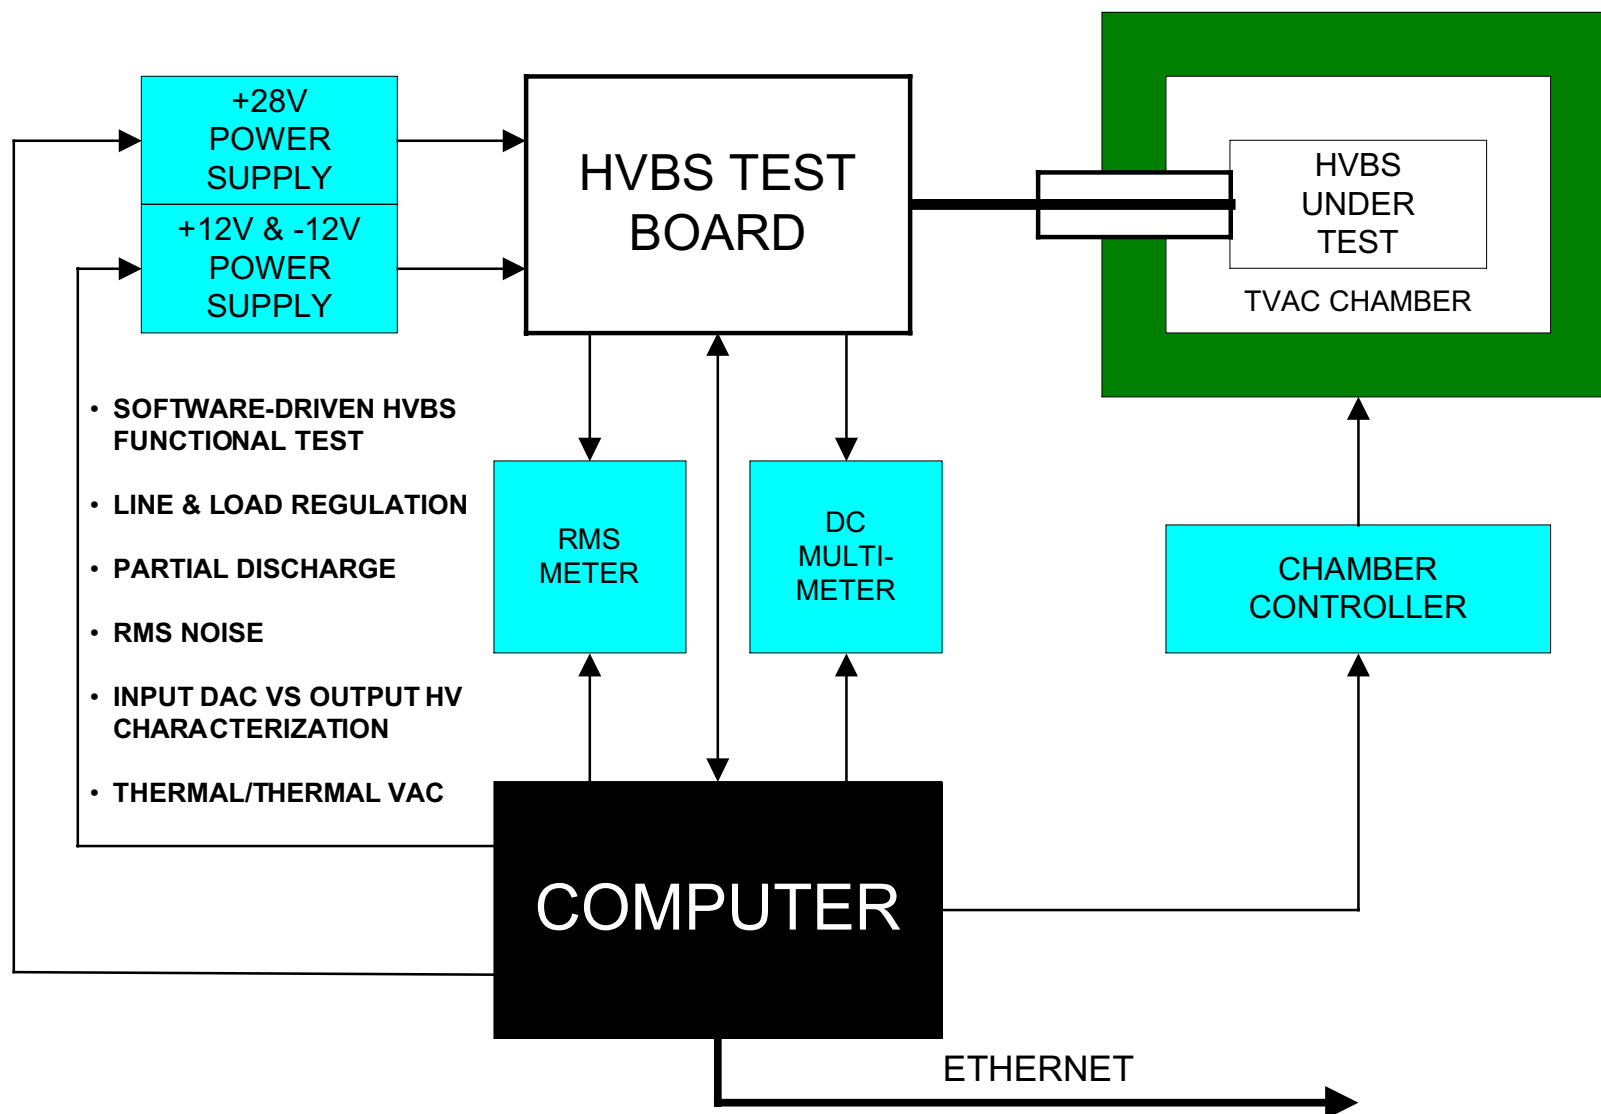 +28V
POWER
SUPPLY
+12V & -12V
POWER
SUPPLY
HVBS TEST
BOARD
HVBS
UNDER
TEST
TVAC CHAMBER
• SOFTWARE-DRIVEN HVBS
FUNCTIONAL TEST
• LINE & LOAD REGULATION
• PARTIAL DISCHARGE
• RMS NOISE
• INPUT DAC VS OUTPUT HV
CHARACTERIZATION
• THERMAL/THERMAL VAC
RMS
METER
DC
MULTI-
METER
CHAMBER
CONTROLLER
COMPUTER
ETHERNET